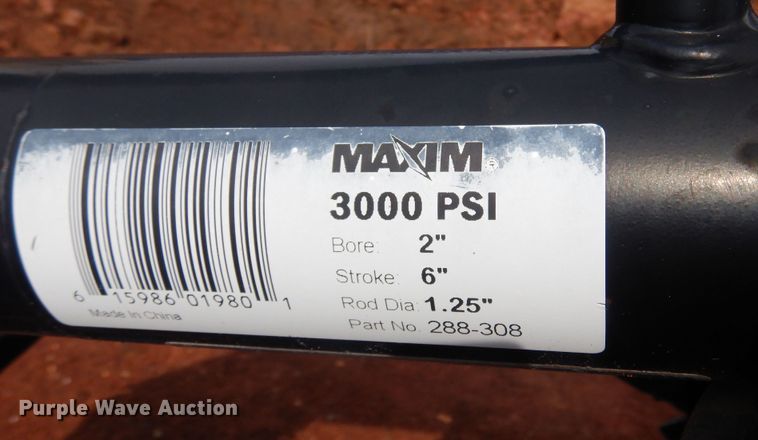 MAXIM®
3000 PSI
Bore: 2"
Stroke: 6"
Rod Dia: 1.25"
Part No. 288-308
6 15986 01980 1
Made In China
Purple Wave Auction